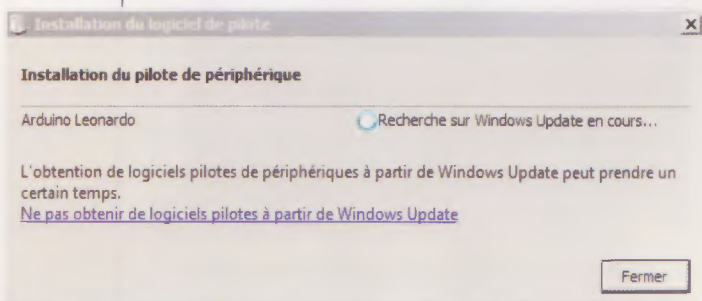 Installation du logiciel de pilote
Installation du pilote de périphérique
Arduino Leonardo Recherche sur Windows Update en cours...
L'obtention de logiciels pilotes de périphériques à partir de Windows Update peut prendre un
certain temps.
Ne pas obtenir de logiciels pilotes à partir de Windows Update
Fermer